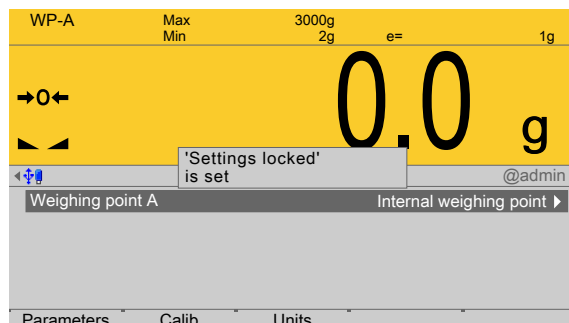 WP-A Max 3000g
Min 2g e= 1g
→0←
0.0 g
'Settings locked'
is set
@admin
Weighing point A Internal weighing point
Parameters Calib Units